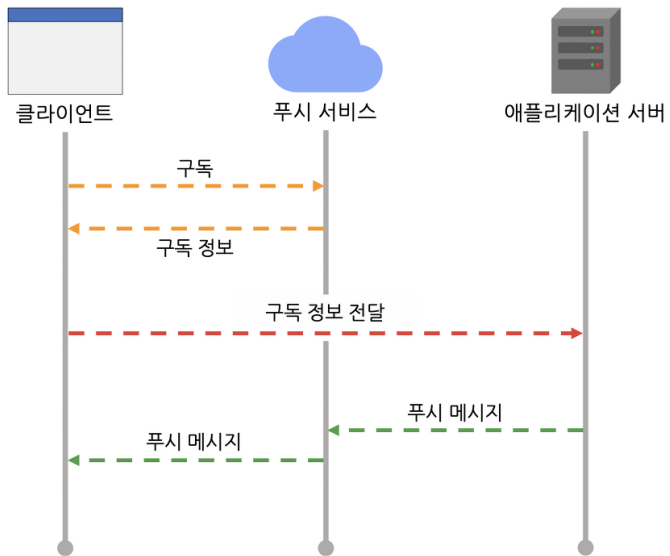 클라이언트
푸시 서비스
애플리케이션 서버
구독
구독 정보
구독 정보 전달
푸시 메시지
푸시 메시지